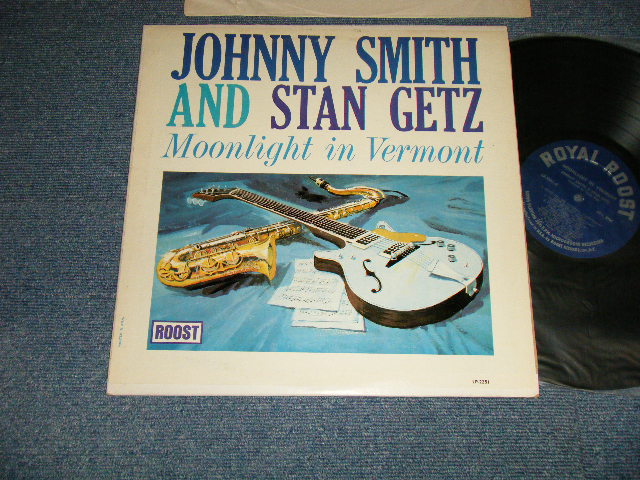 JOHNNY SMITH
AND STAN GETZ
Moonlight in Vermont
ROOST
LP-2251
ROYAL ROOST